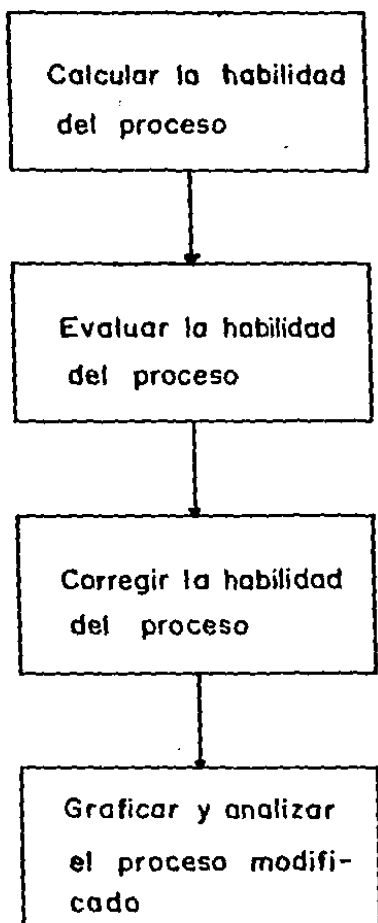 Calcular la habilidad
del proceso
Evaluar la habilidad
del proceso
Corregir la habilidad
del proceso
Graficar y analizar
el proceso modifi-
cado